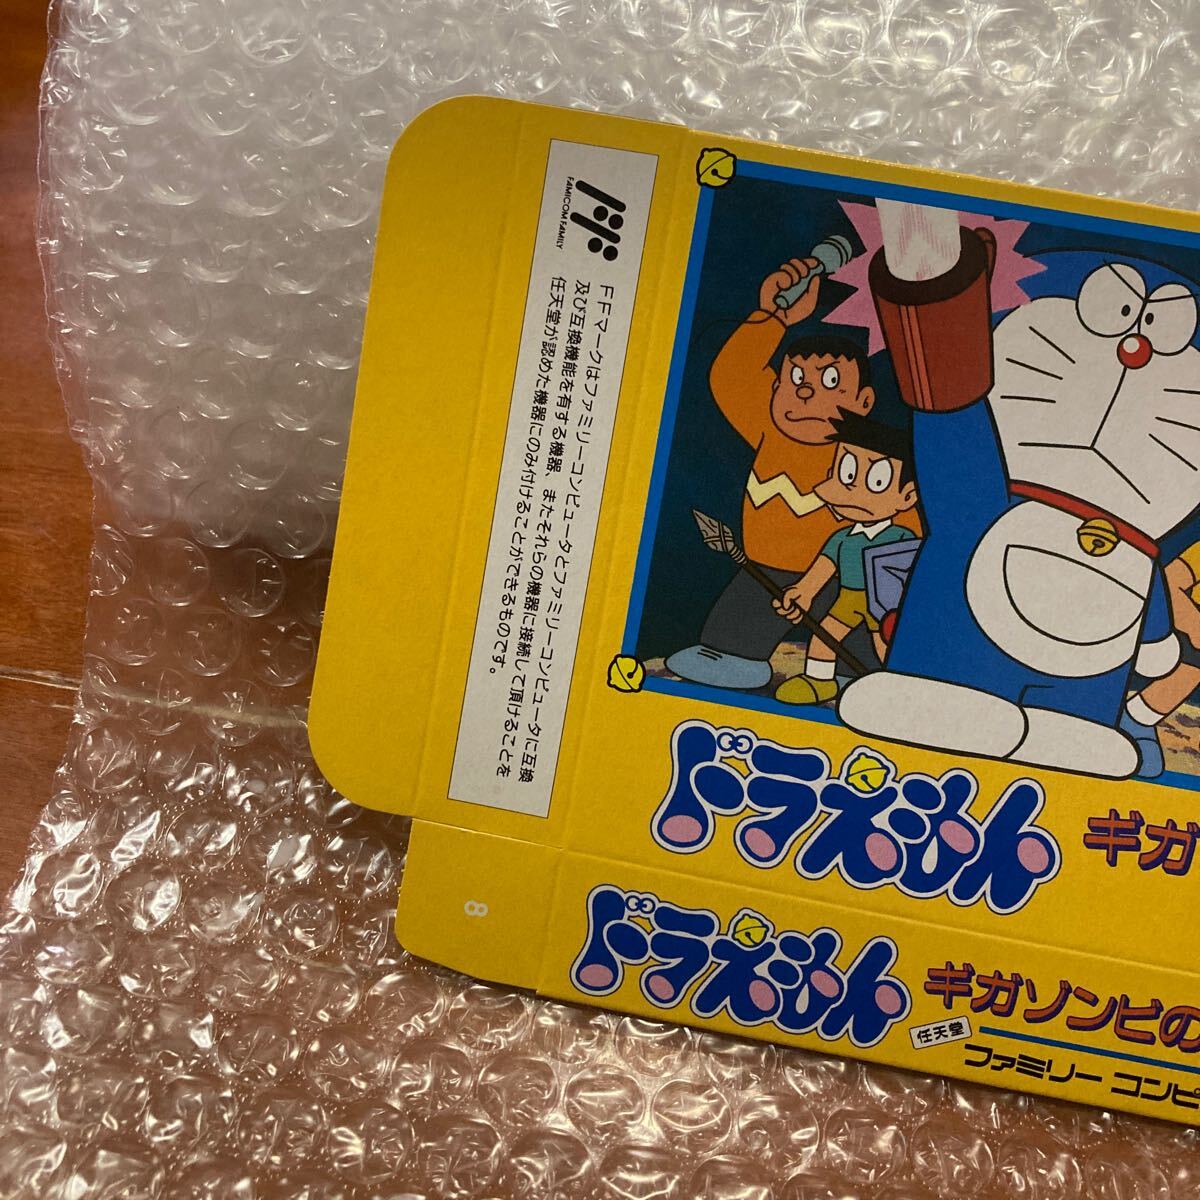 FAMICOM FAMILY
FFマークはファミリーコンピュータとファミリーコンピュータに互換
及び互換機能を有する機器、またそれらの機器に接続して頂けることを
任天堂が認めた機器にのみ付けることができるものです。
ドラえもん
ギガ
8
ドラえもん
ギガゾンビの
任天堂
ファミリー コンピ